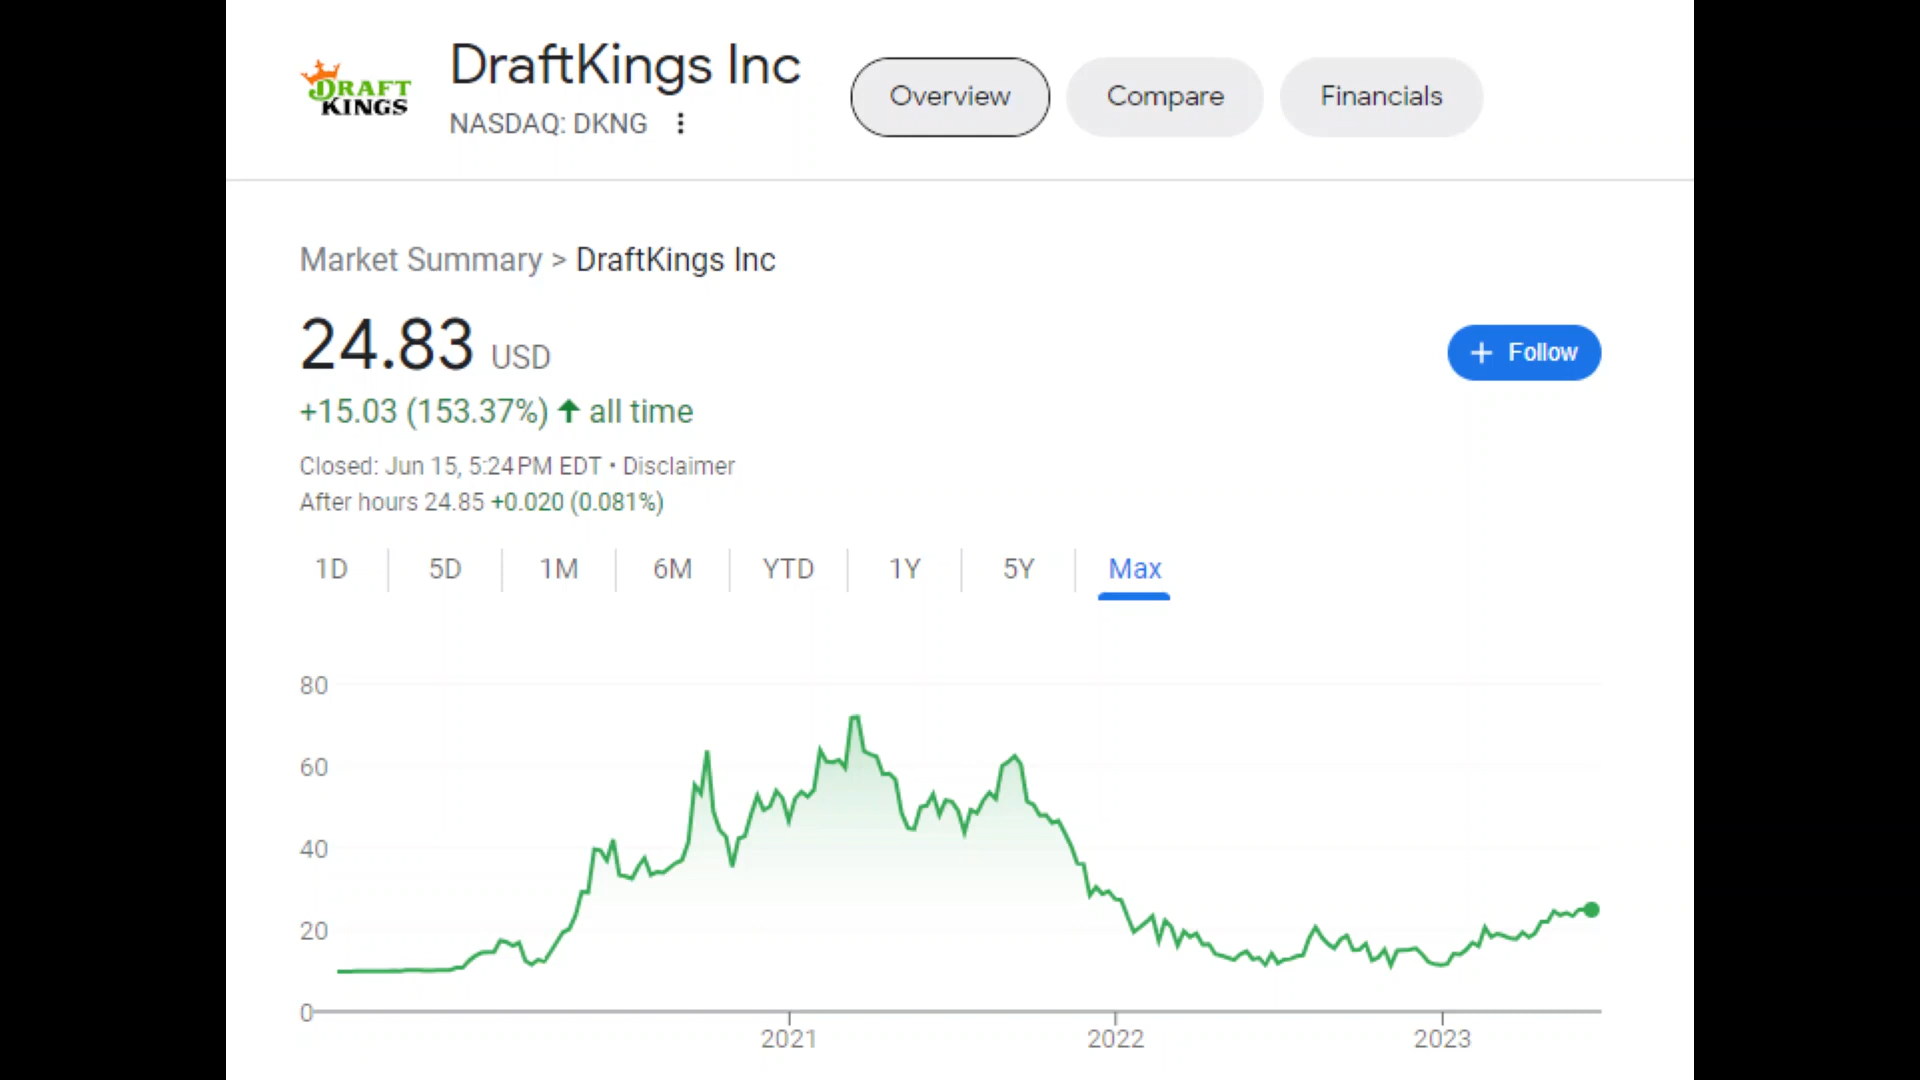 DRAFT
KINGS
DraftKings Inc
NASDAQ: DKNG
Overview
Compare
Financials
Market Summary > DraftKings Inc
24.83 USD
+ Follow
+15.03 (153.37%) ↑ all time
Closed: Jun 15, 5:24 PM EDT • Disclaimer
After hours 24.85 +0.020 (0.081%)
1D 5D 1M 6M YTD 1Y 5Y Max
80
60
40
20
0
2021 2022 2023